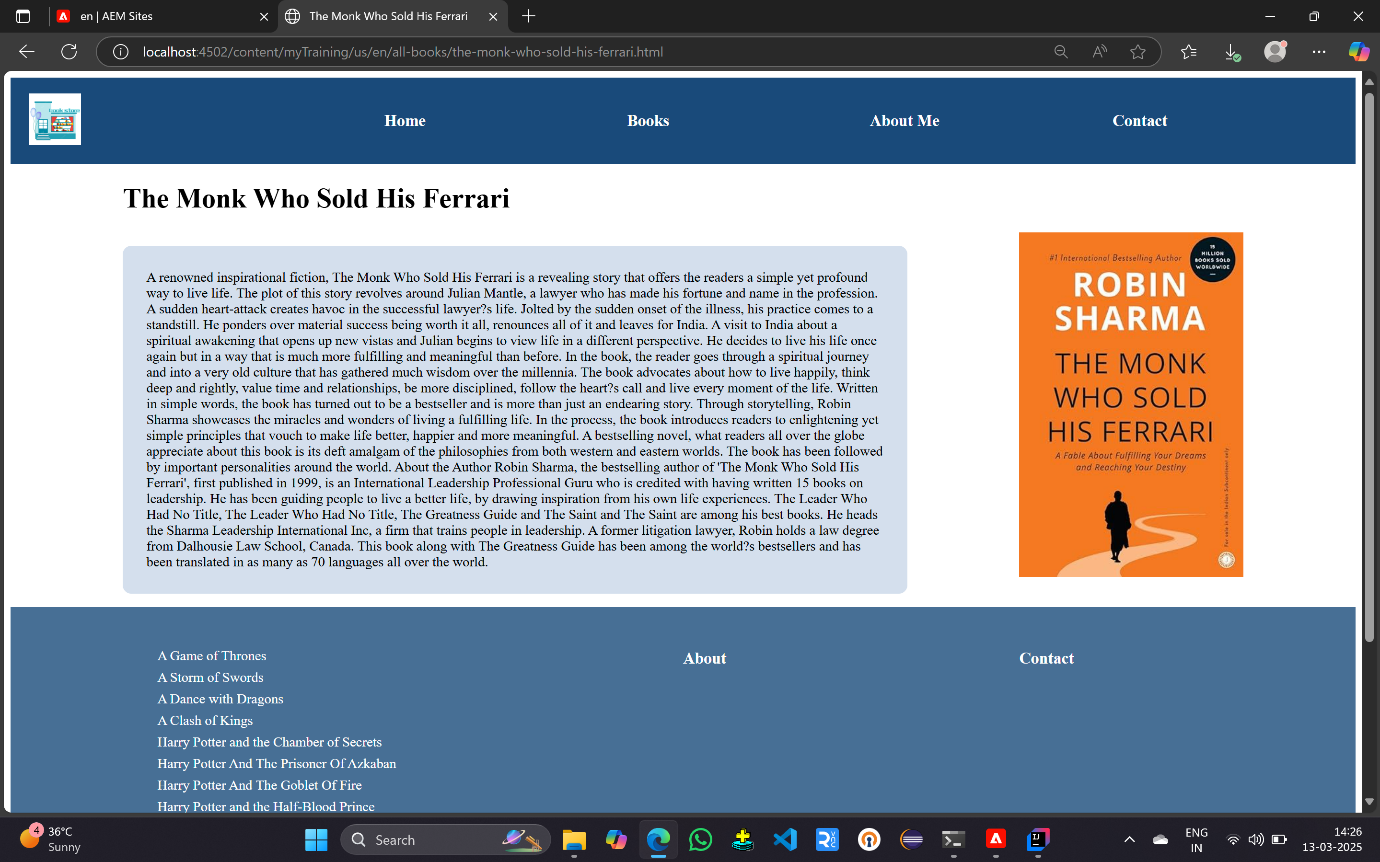 en | AEM Sites
The Monk Who Sold His Ferrari
localhost:4502/content/myTraining/us/en/all-books/the-monk-who-sold-his-ferrari.html
Home
Books
About Me
Contact
The Monk Who Sold His Ferrari
A renowned inspirational fiction, The Monk Who Sold His Ferrari is a revealing story that offers the readers a simple yet profound
way to live life. The plot of this story revolves around Julian Mantle, a lawyer who has made his fortune and name in the profession.
A sudden heart-attack creates havoc in the successful lawyer?s life. Jolted by the sudden onset of the illness, his practice comes to a
standstill. He ponders over material success being worth it all, renounces all of it and leaves for India. A visit to India about a
spiritual awakening that opens up new vistas and Julian begins to view life in a different perspective. He decides to live his life once
again but in a way that is much more fulfilling and meaningful than before. In the book, the reader goes through a spiritual journey
and into a very old culture that has gathered much wisdom over the millennia. The book advocates about how to live happily, think
deep and rightly, value time and relationships, be more disciplined, follow the heart?s call and live every moment of the life. Written
in simple words, the book has turned out to be a bestseller and is more than just an endearing story. Through storytelling, Robin
Sharma showcases the miracles and wonders of living a fulfilling life. In the process, the book introduces readers to enlightening yet
simple principles that vouch to make life better, happier and more meaningful. A bestselling novel, what readers all over the globe
appreciate about this book is its deft amalgam of the philosophies from both western and eastern worlds. The book has been followed
by important personalities around the world. About the Author Robin Sharma, the bestselling author of 'The Monk Who Sold His
Ferrari', first published in 1999, is an International Leadership Professional Guru who is credited with having written 15 books on
leadership. He has been guiding people to live a better life, by drawing inspiration from his own life experiences. The Leader Who
Had No Title, The Leader Who Had No Title, The Greatness Guide and The Saint and The Saint are among his best books. He heads
the Sharma Leadership International Inc, a firm that trains people in leadership. A former litigation lawyer, Robin holds a law degree
from Dalhousie Law School, Canada. This book along with The Greatness Guide has been among the world?s bestsellers and has
been translated in as many as 70 languages all over the world.
15
MILLION
BOOKS SOLD
WORLDWIDE
#1 International Bestselling Author
ROBIN
SHARMA
THE MONK
WHO SOLD
HIS FERRARI
A Fable About Fulfilling Your Dreams
and Reaching Your Destiny
For sale in the Indian Subcontinent only
A Game of Thrones
A Storm of Swords
A Dance with Dragons
A Clash of Kings
Harry Potter and the Chamber of Secrets
Harry Potter And The Prisoner Of Azkaban
Harry Potter And The Goblet Of Fire
Harry Potter and the Half-Blood Prince
About
Contact
4
36°C
Sunny
Search
ENG
IN
14:26
13-03-2025